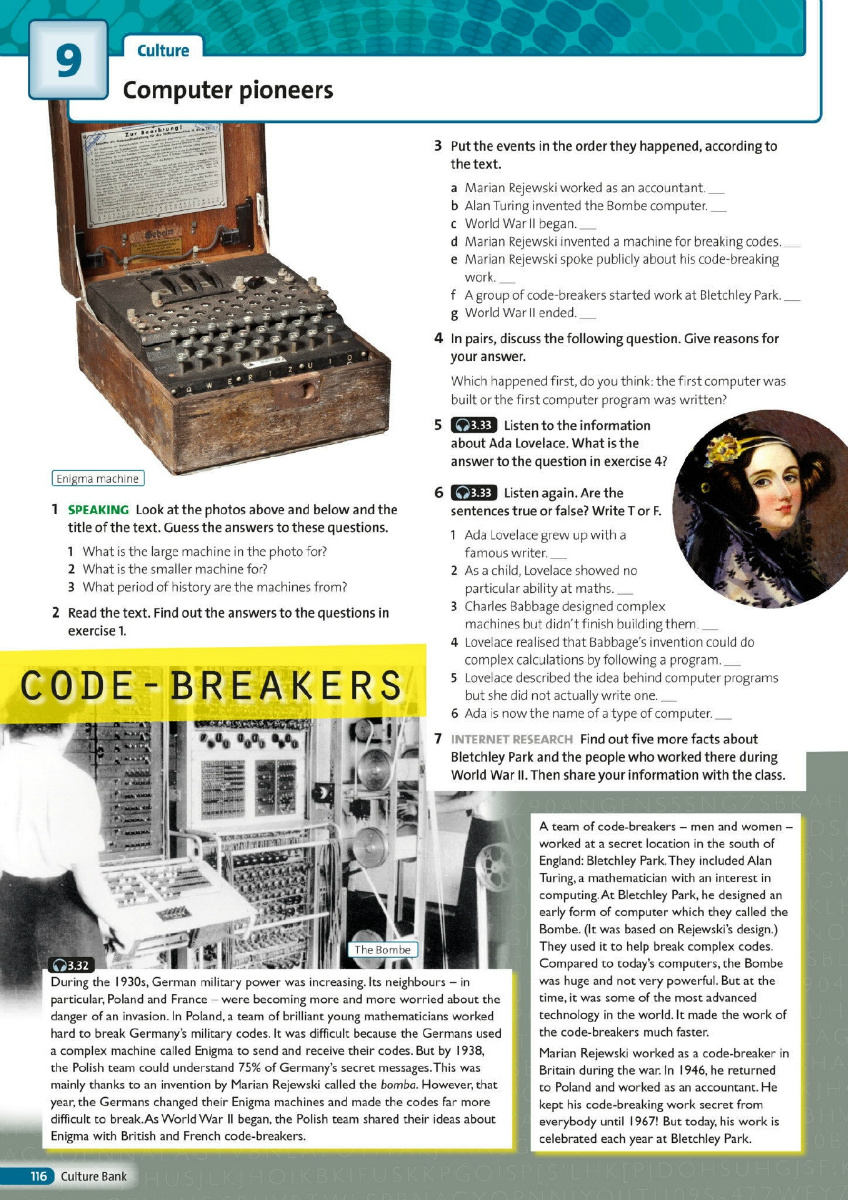 9
Culture
Computer pioneers
Zur Beachtung!
Q W E R T Z U I O
Enigma machine
1 SPEAKING Look at the photos above and below and the
title of the text. Guess the answers to these questions.
1 What is the large machine in the photo for?
2 What is the smaller machine for?
3 What period of history are the machines from?
2 Read the text. Find out the answers to the questions in
exercise 1.
CODE-BREAKERS
The Bombe
3.32
During the 1930s, German military power was increasing. Its neighbours – in
particular, Poland and France – were becoming more and more worried about the
danger of an invasion. In Poland, a team of brilliant young mathematicians worked
hard to break Germany's military codes. It was difficult because the Germans used
a complex machine called Enigma to send and receive their codes. But by 1938,
the Polish team could understand 75% of Germany's secret messages. This was
mainly thanks to an invention by Marian Rejewski called the bomba. However, that
year, the Germans changed their Enigma machines and made the codes far more
difficult to break. As World War II began, the Polish team shared their ideas about
Enigma with British and French code-breakers.
3 Put the events in the order they happened, according to
the text.
a Marian Rejewski worked as an accountant. __
b Alan Turing invented the Bombe computer. __
c World War II began. __
d Marian Rejewski invented a machine for breaking codes. __
e Marian Rejewski spoke publicly about his code-breaking
work. __
f A group of code-breakers started work at Bletchley Park. __
g World War II ended. __
4 In pairs, discuss the following question. Give reasons for
your answer.
Which happened first, do you think: the first computer was
built or the first computer program was written?
5 3.33 Listen to the information
about Ada Lovelace. What is the
answer to the question in exercise 4?
6 3.33 Listen again. Are the
sentences true or false? Write T or F.
1 Ada Lovelace grew up with a
famous writer. __
2 As a child, Lovelace showed no
particular ability at maths. __
3 Charles Babbage designed complex
machines but didn't finish building them. __
4 Lovelace realised that Babbage's invention could do
complex calculations by following a program. __
5 Lovelace described the idea behind computer programs
but she did not actually write one. __
6 Ada is now the name of a type of computer. __
7 INTERNET RESEARCH Find out five more facts about
Bletchley Park and the people who worked there during
World War II. Then share your information with the class.
A team of code-breakers – men and women –
worked at a secret location in the south of
England: Bletchley Park. They included Alan
Turing, a mathematician with an interest in
computing. At Bletchley Park, he designed an
early form of computer which they called the
Bombe. (It was based on Rejewski's design.)
They used it to help break complex codes.
Compared to today's computers, the Bombe
was huge and not very powerful. But at the
time, it was some of the most advanced
technology in the world. It made the work of
the code-breakers much faster.
Marian Rejewski worked as a code-breaker in
Britain during the war. In 1946, he returned
to Poland and worked as an accountant. He
kept his code-breaking work secret from
everybody until 1967! But today, his work is
celebrated each year at Bletchley Park.
116 Culture Bank